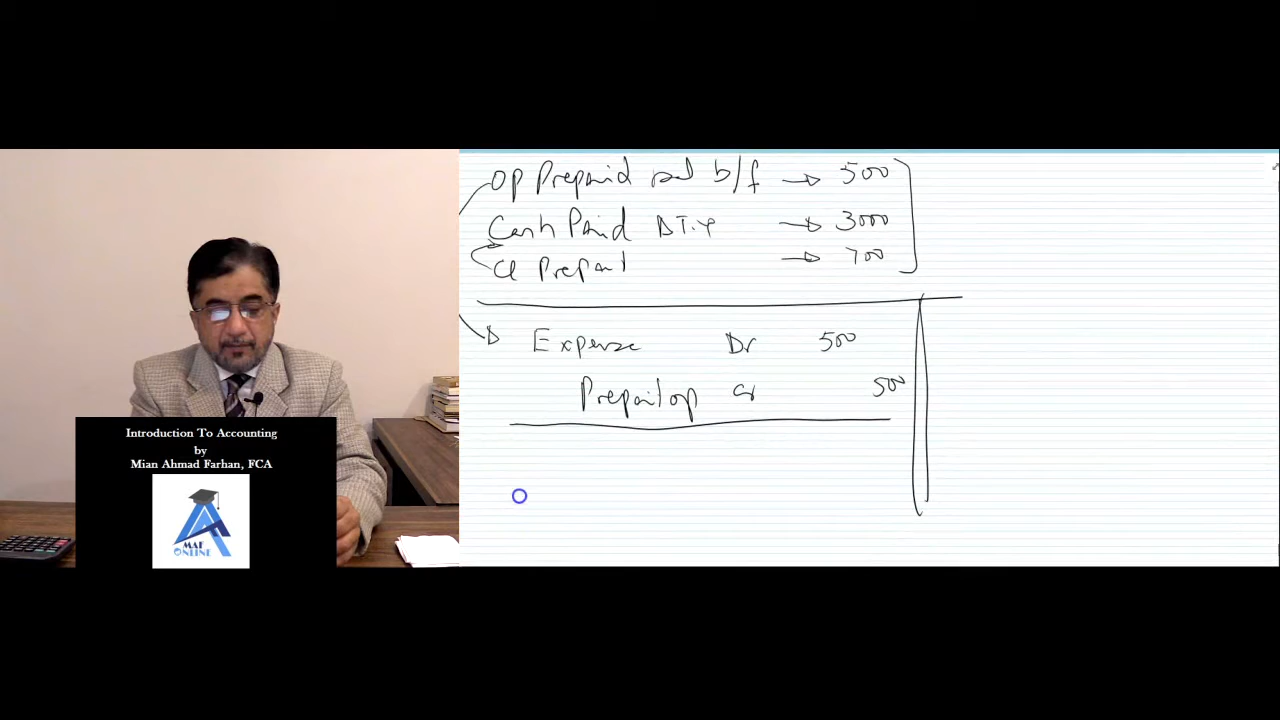 Op Prepaid bal b/f → 500
Cash Paid DT.Y → 3000
Cl Prepaid → 700
Expense Dr 500
Prepaid op Cr 500
Introduction To Accounting
by
Mian Ahmad Farhan, FCA
MAF
ONLINE